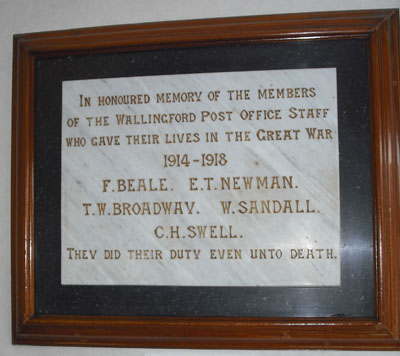 IN HONOURED MEMORY OF THE MEMBERS
OF THE WALLINGFORD POST OFFICE STAFF
WHO GAVE THEIR LIVES IN THE GREAT WAR
1914-1918
F. BEALE. E.T. NEWMAN.
T.W. BROADWAY. W. SANDALL.
C.H. SWELL.
THEY DID THEIR DUTY EVEN UNTO DEATH.